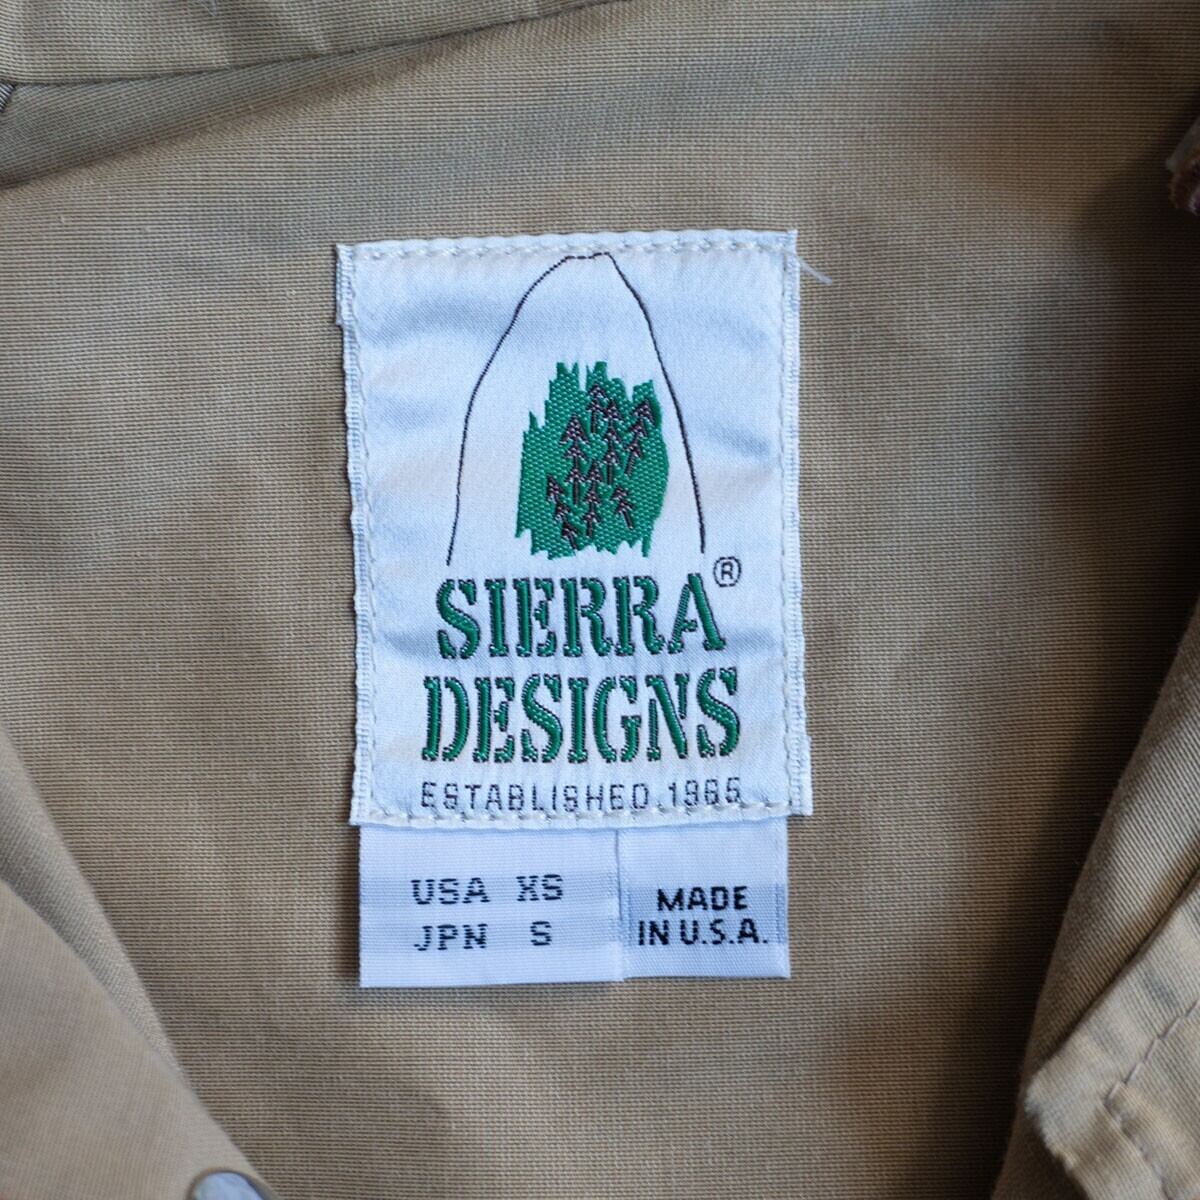 SIERRA®
DESIGNS
ESTABLISHED.1965
USA XS
JPN S
MADE
IN U.S.A.